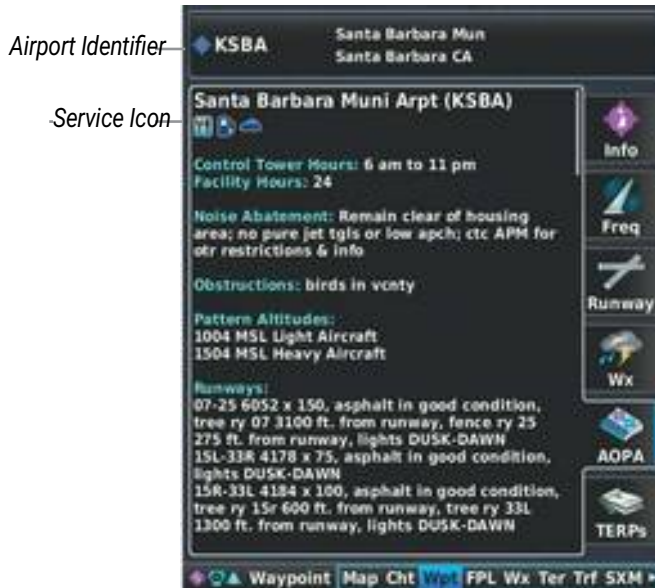 Airport Identifier
KSBA
Santa Barbara Mun
Santa Barbara CA
Service Icon
Santa Barbara Muni Arpt (KSBA)
Control Tower Hours: 6 am to 11 pm
Facility Hours: 24
Noise Abatement: Remain clear of housing
area; no pure jet tgls or low apch; ctc APM for
otr restrictions & info
Obstructions: birds in vcnty
Pattern Altitudes:
1004 MSL Light Aircraft
1504 MSL Heavy Aircraft
Runways:
07-25 6052 x 150, asphalt in good condition,
tree ry 07 3100 ft. from runway, fence ry 25
275 ft. from runway, lights DUSK-DAWN
15L-33R 4178 x 75, asphalt in good condition,
lights DUSK-DAWN
15R-33L 4184 x 100, asphalt in good condition,
tree ry 15r 600 ft. from runway, tree ry 33L
1300 ft. from runway, lights DUSK-DAWN
Info
Freq
Runway
Wx
AOPA
TERPs
Waypoint Map Cht Wpt FPL Wx Ter Trf SXM